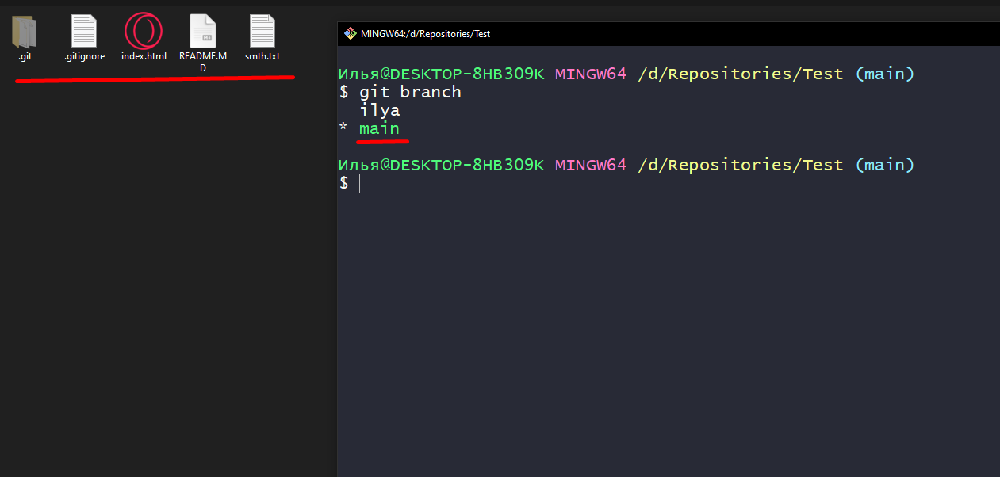 .git
.gitignore
index.html
README.M
D
smth.txt
MINGW64:/d/Repositories/Test
Илья@DESKTOP-8HB309K MINGW64 /d/Repositories/Test (main)
$ git branch
  ilya
* main
Илья@DESKTOP-8HB309K MINGW64 /d/Repositories/Test (main)
$